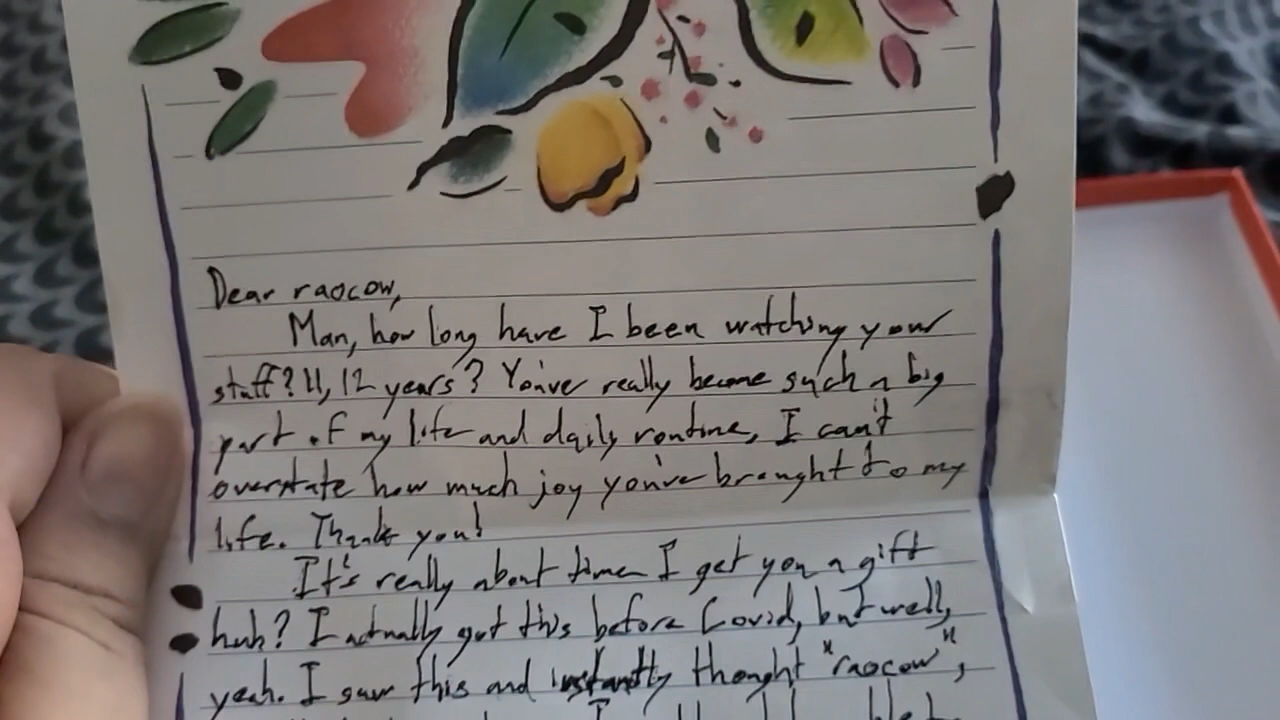 Dear raocow,
Man, how long have I been watching your
stuff? 11, 12 years? You've really become such a big
part of my life and daily routine, I can't
overstate how much joy you've brought to my
life. Thank you!
It's really about time I get you a gift
huh? I actually got this before Covid, but well,
yeah. I saw this and instantly thought "raocow",